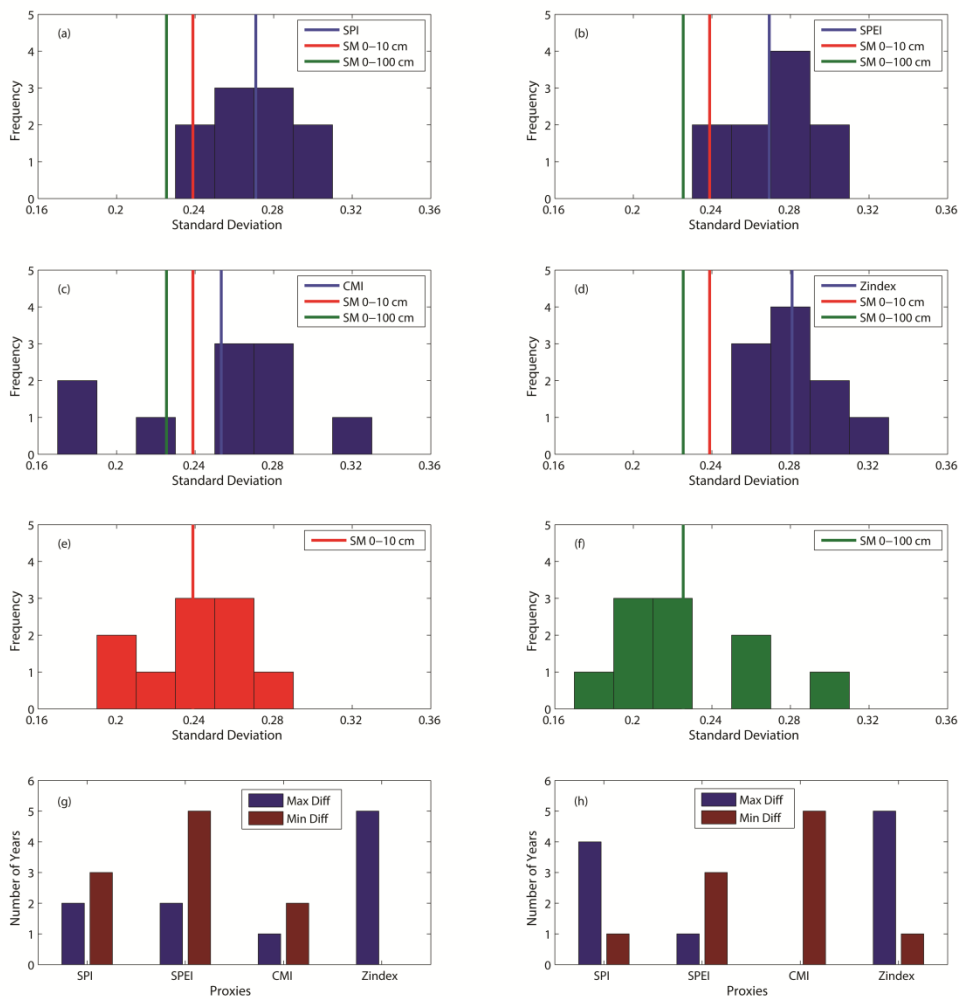 (a)
SPI
SM 0−10 cm
SM 0−100 cm
Frequency
5
4
3
2
1
0
0.16 0.2 0.24 0.28 0.32 0.36
Standard Deviation
(b)
SPEI
SM 0−10 cm
SM 0−100 cm
Frequency
5
4
3
2
1
0
0.16 0.2 0.24 0.28 0.32 0.36
Standard Deviation
(c)
CMI
SM 0−10 cm
SM 0−100 cm
Frequency
5
4
3
2
1
0
0.16 0.2 0.24 0.28 0.32 0.36
Standard Deviation
(d)
Zindex
SM 0−10 cm
SM 0−100 cm
Frequency
5
4
3
2
1
0
0.16 0.2 0.24 0.28 0.32 0.36
Standard Deviation
(e)
SM 0−10 cm
Frequency
5
4
3
2
1
0
0.16 0.2 0.24 0.28 0.32 0.36
Standard Deviation
(f)
SM 0−100 cm
Frequency
5
4
3
2
1
0
0.16 0.2 0.24 0.28 0.32 0.36
Standard Deviation
(g)
Max Diff
Min Diff
Number of Years
6
5
4
3
2
1
0
SPI SPEI CMI Zindex
Proxies
(h)
Max Diff
Min Diff
Number of Years
6
5
4
3
2
1
0
SPI SPEI CMI Zindex
Proxies